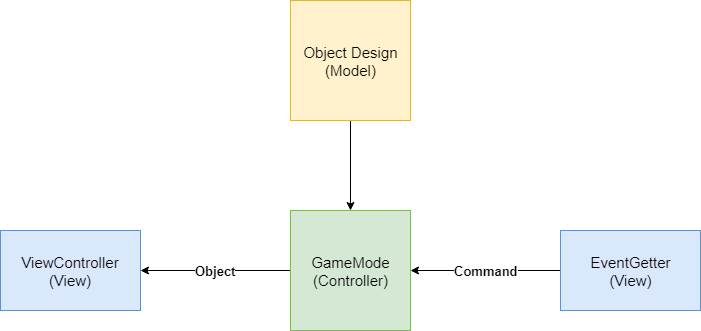 Object Design
(Model)
ViewController
(View)
Object
GameMode
(Controller)
Command
EventGetter
(View)